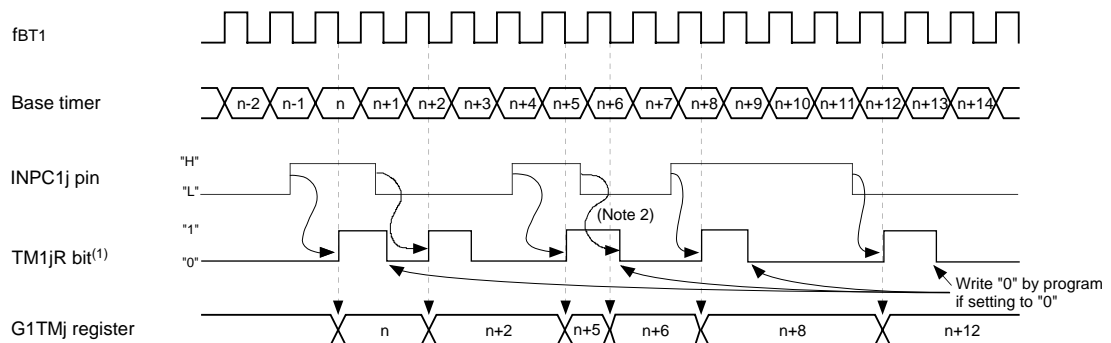 fBT1
Base timer
n-2 n-1 n n+1 n+2 n+3 n+4 n+5 n+6 n+7 n+8 n+9 n+10 n+11 n+12 n+13 n+14
INPC1j pin
"H"
"L"
(Note 2)
TM1jR bit(1)
"1"
"0"
Write "0" by program
if setting to "0"
G1TMj register
n n+2 n+5 n+6 n+8 n+12